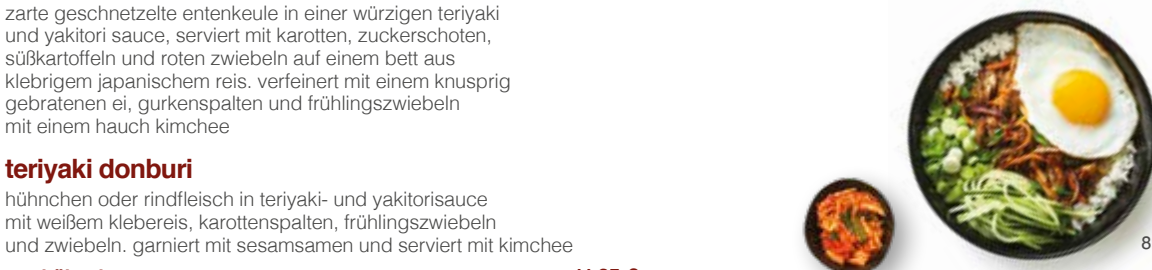 zarte geschnetzelte entenkeule in einer würzigen teriyaki
und yakitori sauce, serviert mit karotten, zuckerschoten,
süßkartoffeln und roten zwiebeln auf einem bett aus
klebrigem japanischem reis. verfeinert mit einem knusprig
gebratenen ei, gurkenspalten und frühlingszwiebeln
mit einem hauch kimchee
teriyaki donburi
hühnchen oder rindfleisch in teriyaki- und yakitorisauce
mit weißem klebereis, karottenspalten, frühlingszwiebeln
und zwiebeln. garniert mit sesamsamen und serviert mit kimchee
8